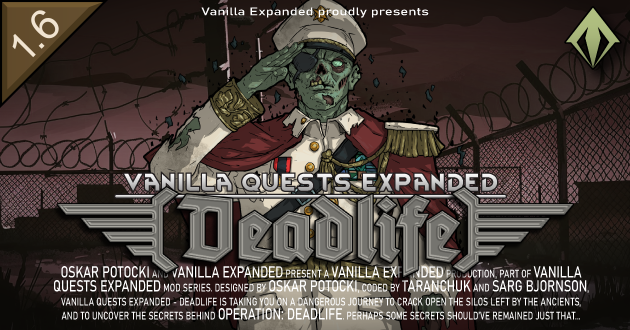 1.6
Vanilla Expanded proudly presents
VANILLA QUESTS EXPANDED
Deadlife
OSKAR POTOCKI AND VANILLA EXPANDED PRESENT A VANILLA EXPANDED PRODUCTION, PART OF VANILLA
QUESTS EXPANDED MOD SERIES. DESIGNED BY OSKAR POTOCKI, CODED BY TARANCHUK AND SARG BJORNSON,
VANILLA QUESTS EXPANDED - DEADLIFE IS TAKING YOU ON A DANGEROUS JOURNEY TO CRACK OPEN THE SILOS LEFT BY THE ANCIENTS,
AND TO UNCOVER THE SECRETS BEHIND OPERATION: DEADLIFE. PERHAPS SOME SECRETS SHOULD'VE REMAINED JUST THAT...